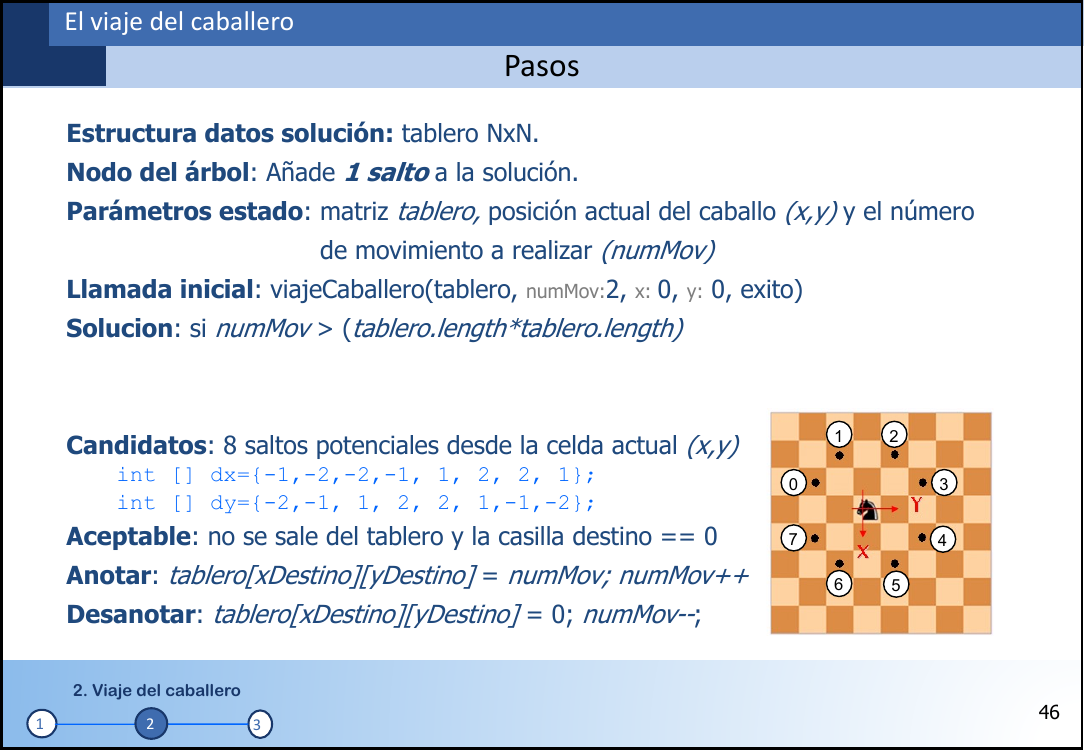 El viaje del caballero
Pasos
Estructura datos solución: tablero NxN.
Nodo del árbol: Añade 1 salto a la solución.
Parámetros estado: matriz tablero, posición actual del caballo (x,y) y el número
de movimiento a realizar (numMov)
Llamada inicial: viajeCaballero(tablero, numMov:2, x: 0, y: 0, exito)
Solucion: si numMov > (tablero.length*tablero.length)
Candidatos: 8 saltos potenciales desde la celda actual (x,y)
int [] dx={-1,-2,-2,-1, 1, 2, 2, 1};
int [] dy={-2,-1, 1, 2, 2, 1,-1,-2};
Aceptable: no se sale del tablero y la casilla destino == 0
Anotar: tablero[xDestino][yDestino] = numMov; numMov++
Desanotar: tablero[xDestino][yDestino] = 0; numMov--;
1 2
0 3
Y
7 4
X
6 5
2. Viaje del caballero
1 2 3
46